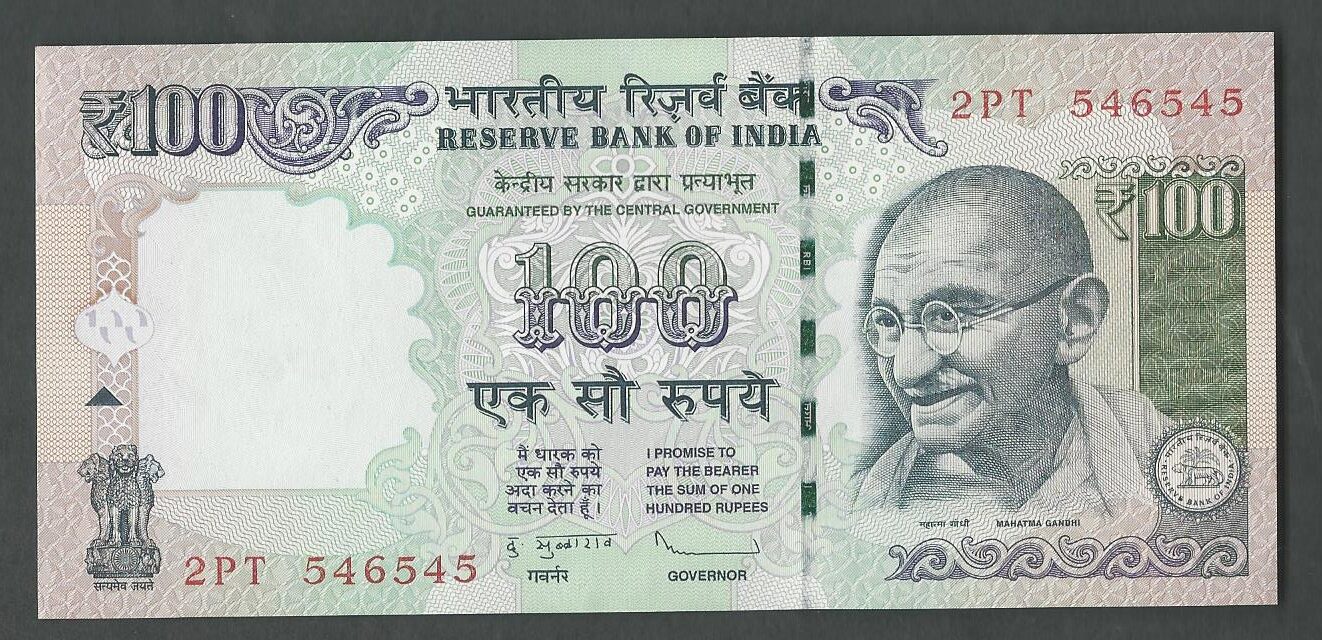 ₹100
भारतीय रिज़र्व बैंक
RESERVE BANK OF INDIA
2PT 546545
केन्द्रीय सरकार द्वारा प्रत्याभूत
GUARANTEED BY THE CENTRAL GOVERNMENT
₹100
100
RBI
१००
एक सौ रुपये
मैं धारक को
एक सौ रुपये
अदा करने का
वचन देता हूँ।
I PROMISE TO
PAY THE BEARER
THE SUM OF ONE
HUNDRED RUPEES
भारतीय रिज़र्व बैंक
RESERVE BANK OF INDIA
महात्मा गांधी
MAHATMA GANDHI
दु. सुब्बाराव
गवर्नर
GOVERNOR
सत्यमेव जयते
2PT 546545